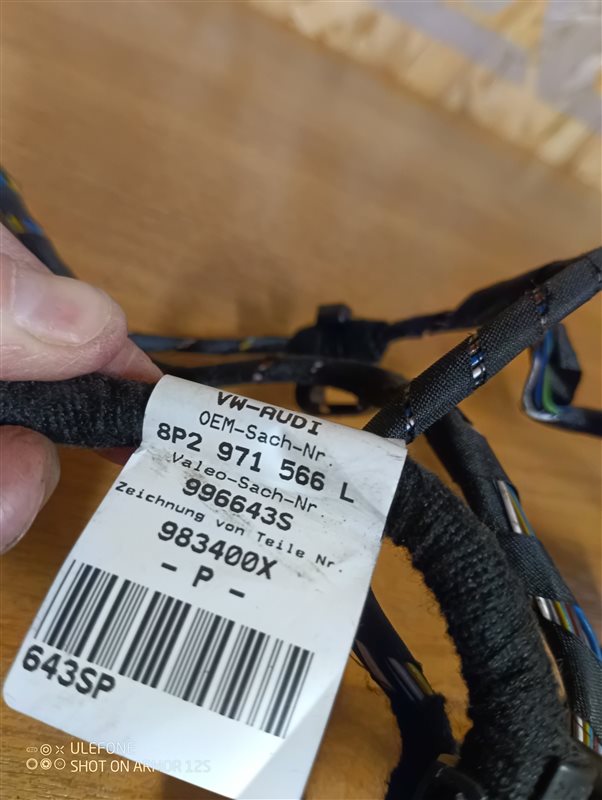 VW-AUDI
OEM-Sach-Nr.
8P2 971 566 L
Valeo-Sach-Nr.
996643S
Zeichnung von Teile Nr.
983400X
- P -
643SP
ULEFONE
SHOT ON ARMOR 12S